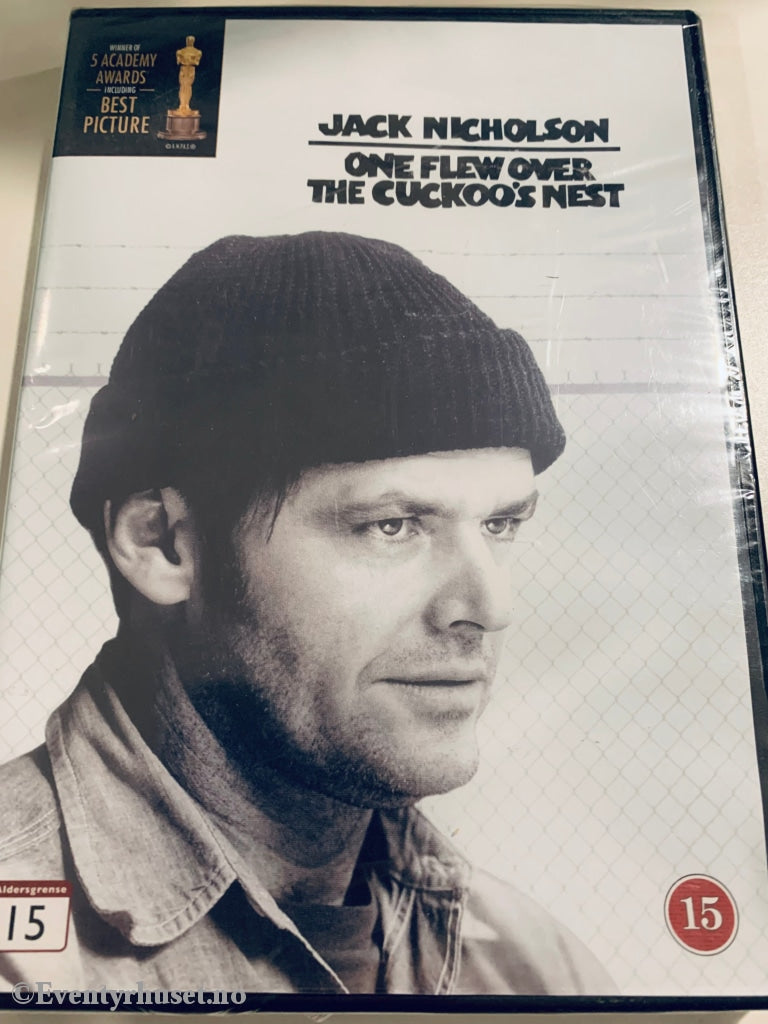 WINNER OF
5 ACADEMY
AWARDS
INCLUDING
BEST
PICTURE
JACK NICHOLSON
ONE FLEW OVER
THE CUCKOO'S NEST
Aldersgrense
15
15
©Eventyrhuset.no